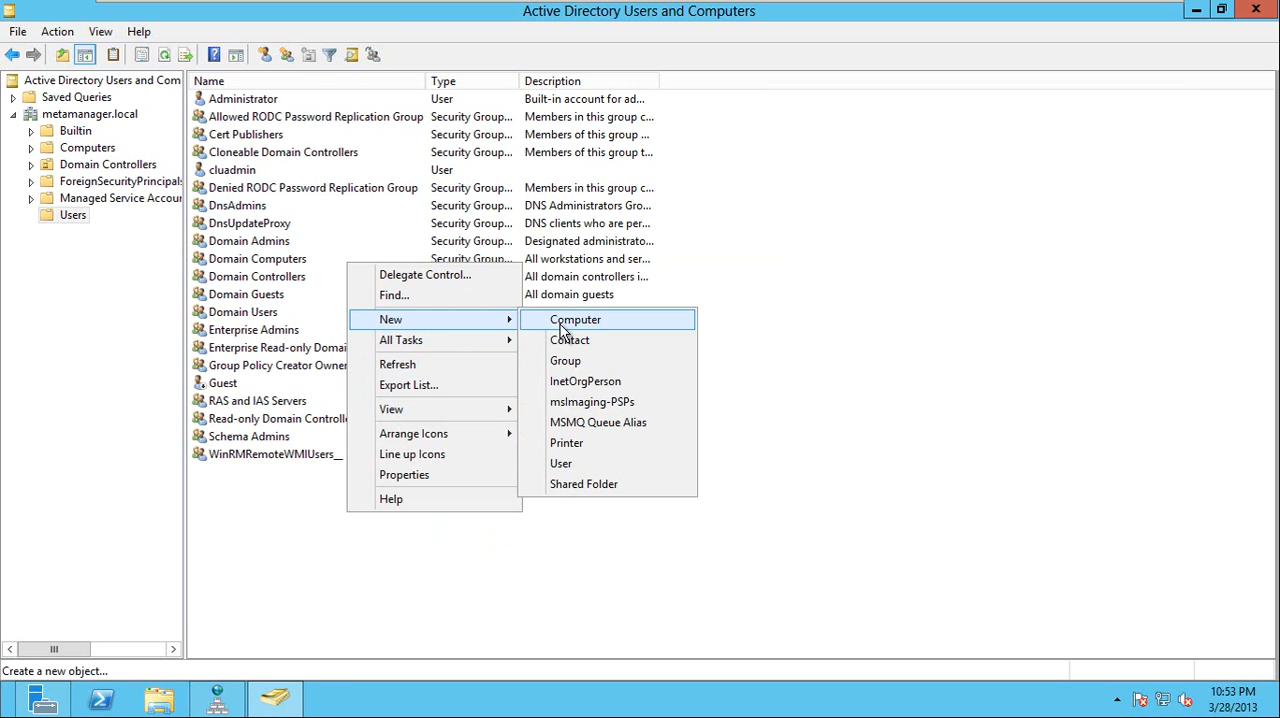 Active Directory Users and Computers
File Action View Help
Active Directory Users and Com
Saved Queries
metamanager.local
Builtin
Computers
Domain Controllers
ForeignSecurityPrincipals
Managed Service Accou
Users
Name Type Description
Administrator User Built-in account for ad...
Allowed RODC Password Replication Group Security Group... Members in this group c...
Cert Publishers Security Group... Members of this group ...
Cloneable Domain Controllers Security Group... Members of this group t...
cluadmin User
Denied RODC Password Replication Group Security Group... Members in this group c...
DnsAdmins Security Group... DNS Administrators Gro...
DnsUpdateProxy Security Group... DNS clients who are per...
Domain Admins Security Group... Designated administrato...
Domain Computers Security Group... All workstations and ser...
Domain Controllers All domain controllers i...
Domain Guests All domain guests
Domain Users
Enterprise Admins
Enterprise Read-only Domai
Group Policy Creator Owner
Guest
RAS and IAS Servers
Read-only Domain Controlle
Schema Admins
WinRMRemoteWMIUsers__
Delegate Control...
Find...
New
All Tasks
Refresh
Export List...
View
Arrange Icons
Line up Icons
Properties
Help
Computer
Contact
Group
InetOrgPerson
msImaging-PSPs
MSMQ Queue Alias
Printer
User
Shared Folder
Create a new object...
10:53 PM
3/28/2013